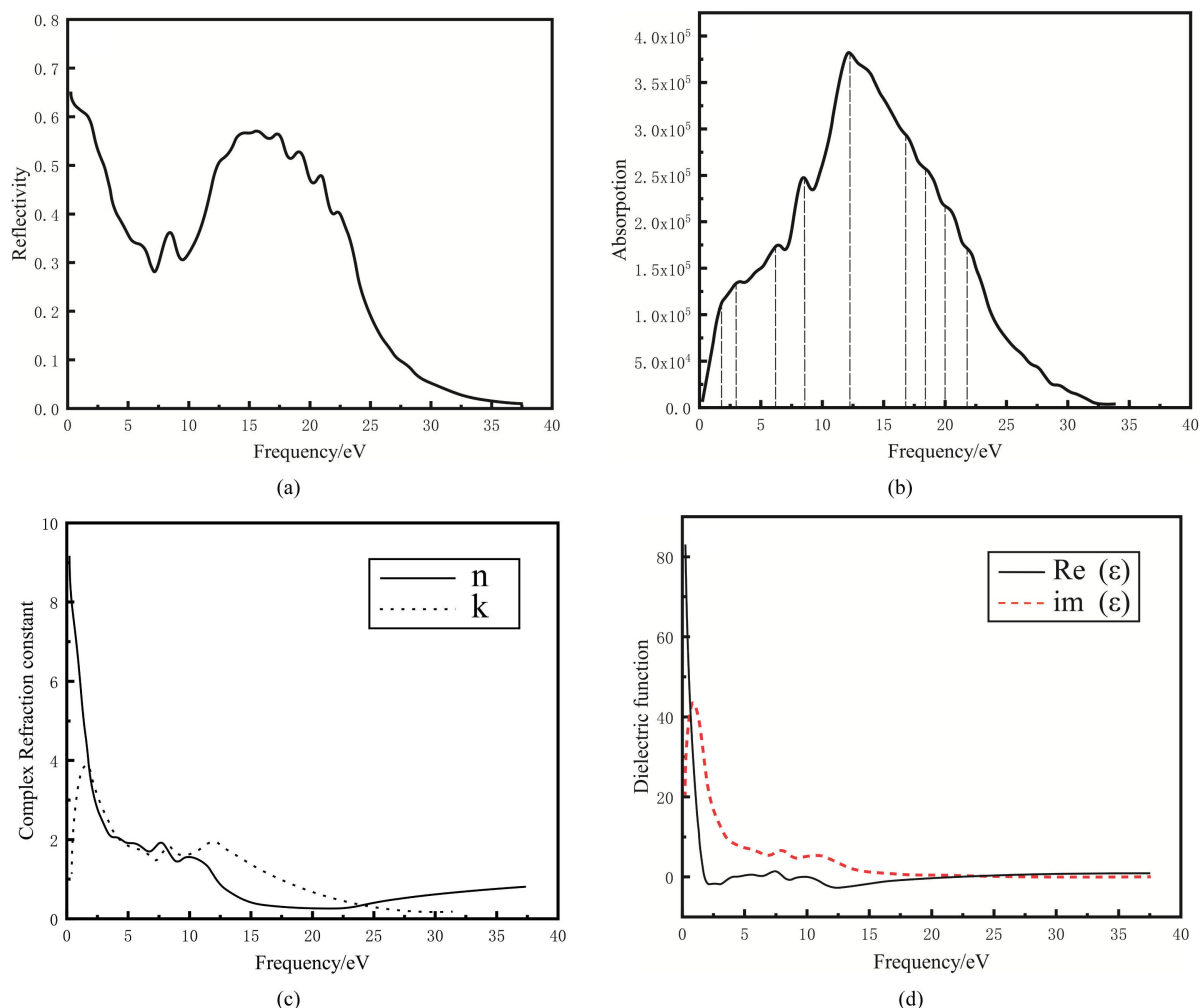 0.8
0.7
0.6
0.5
0.4
0.3
0.2
0.1
0.0
Reflectivity
0 5 10 15 20 25 30 35 40
Frequency/eV
(a)
4.0x10⁵
3.75x10⁵
3.0x10⁵
2.5x10⁵
2.0x10⁵
1.5x10⁵
1.0x10⁵
5.0x10⁴
0.0
Absorpotion
0 5 10 15 20 25 30 35 40
Frequency/eV
(b)
10
8
6
4
2
0
Complex Refraction constant
n
k
0 5 10 15 20 25 30 35 40
Frequency/eV
(c)
80
60
40
20
0
Dielectric function
Re (ε)
im (ε)
0 5 10 15 20 25 30 35 40
Frequency/eV
(d)